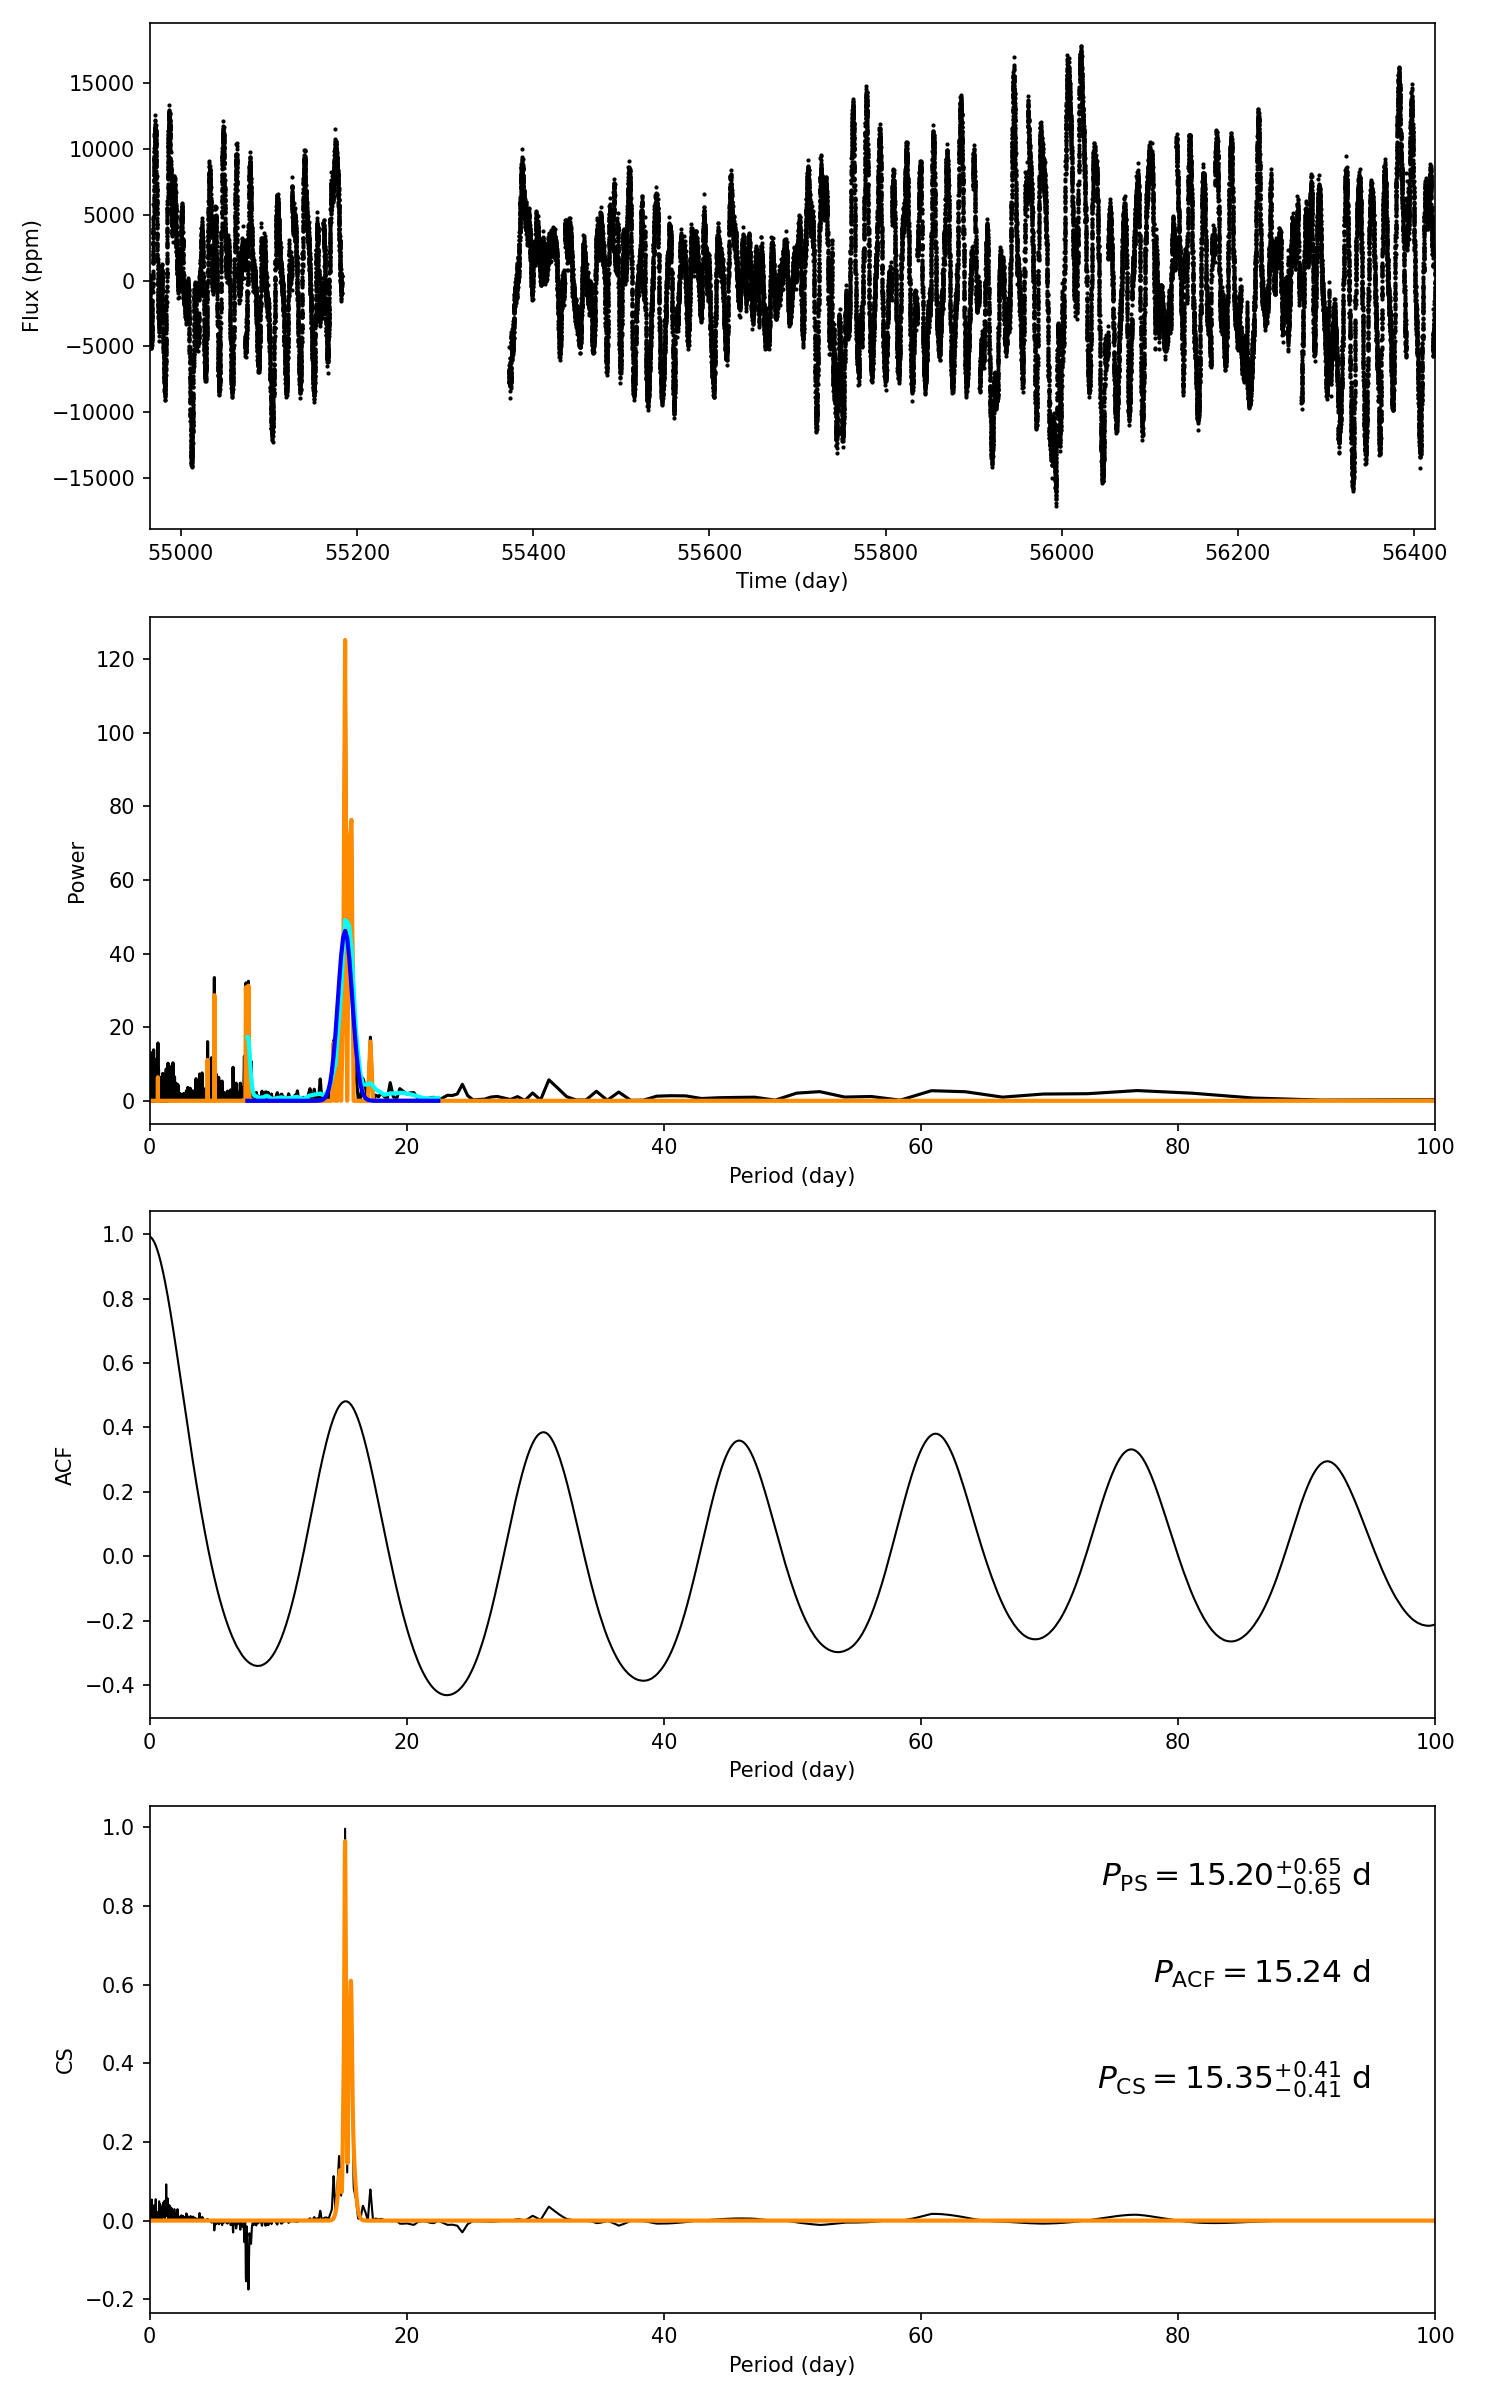 15000
10000
5000
0
−5000
−10000
−15000
Flux (ppm)
55000 55200 55400 55600 55800 56000 56200 56400
Time (day)
120
100
80
60
40
20
0
Power
0 20 40 60 80 100
Period (day)
1.0
0.8
0.6
0.4
0.2
0.0
−0.2
−0.4
ACF
0 20 40 60 80 100
Period (day)
1.0
0.8
0.6
0.4
0.2
0.0
−0.2
CS
P_PS = 15.20 +0.65 −0.65 d
P_ACF = 15.24 d
P_CS = 15.35 +0.41 −0.41 d
0 20 40 60 80 100
Period (day)